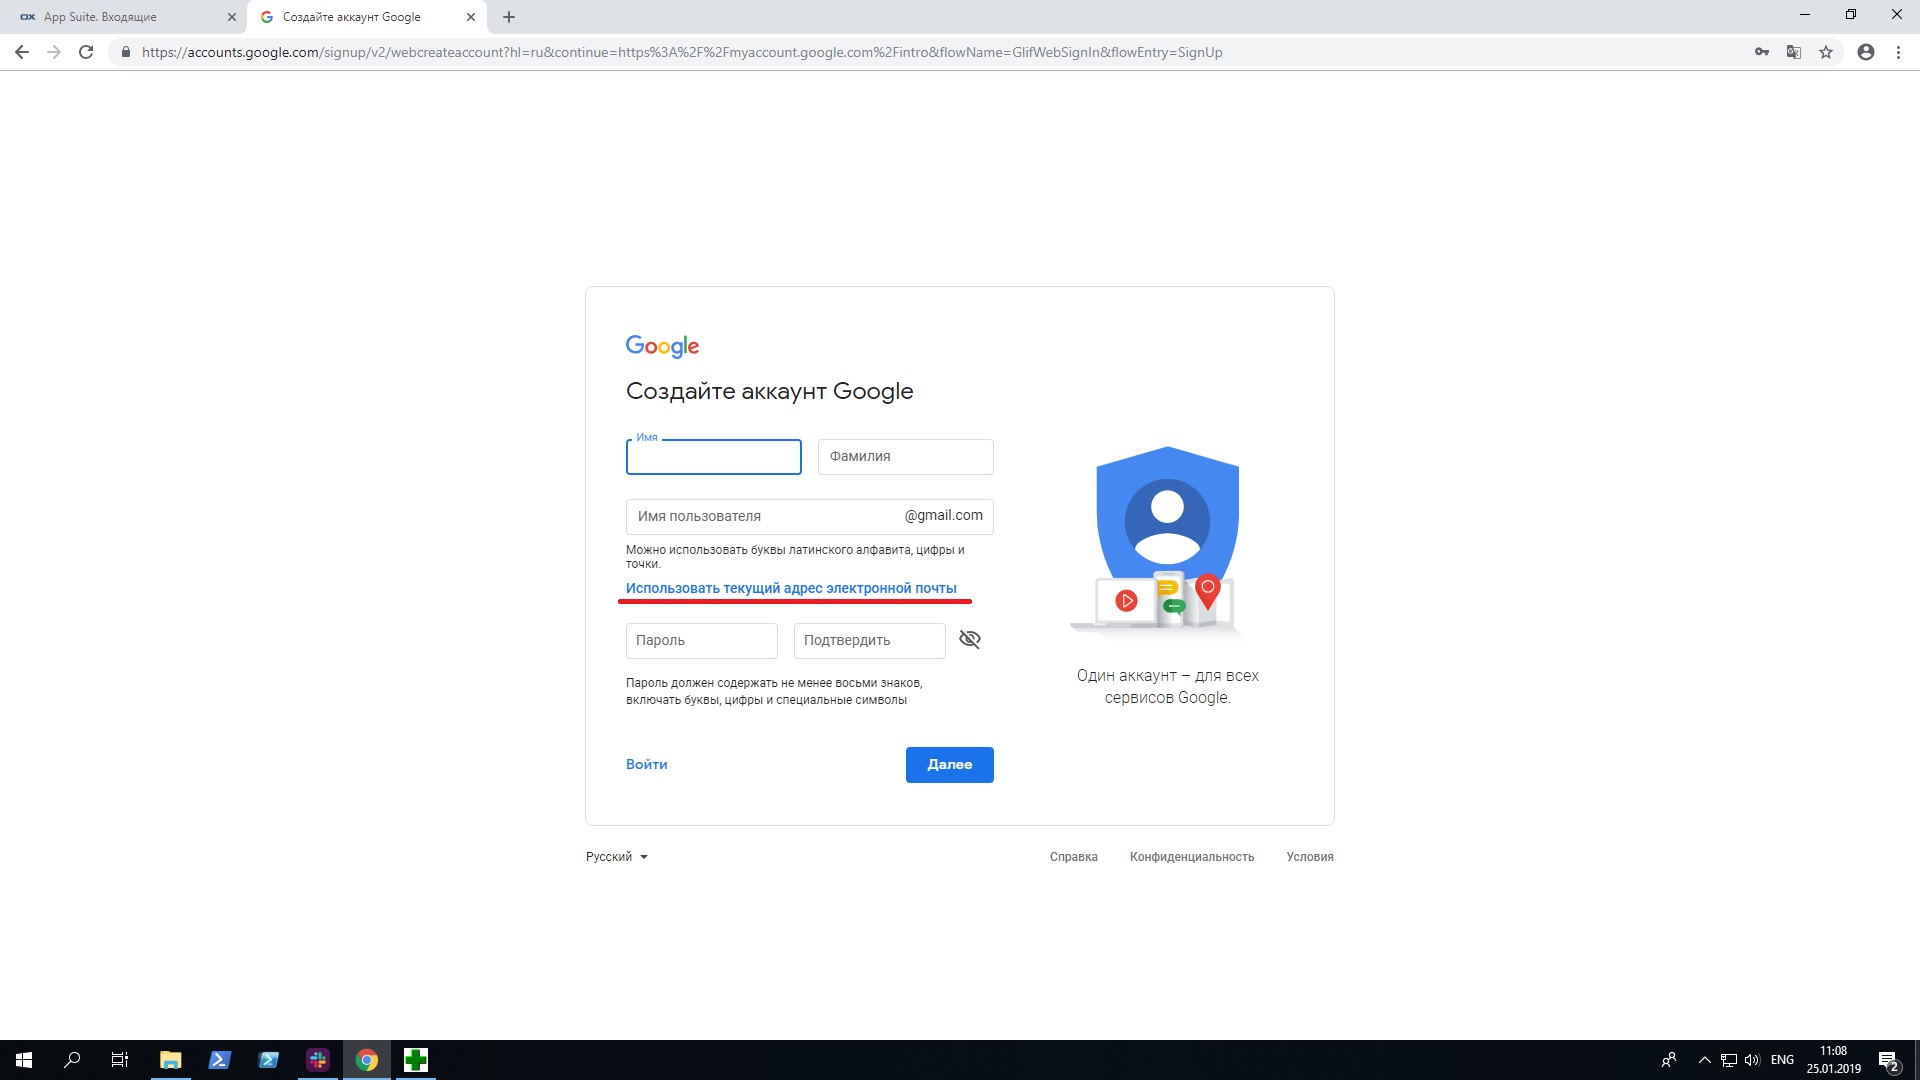 App Suite. Входящие
Создайте аккаунт Google
https://accounts.google.com/signup/v2/webcreateaccount?hl=ru&continue=https%3A%2F%2Fmyaccount.google.com%2Fintro&flowName=GlifWebSignIn&flowEntry=SignUp
Google
Создайте аккаунт Google
Имя
Фамилия
Имя пользователя @gmail.com
Можно использовать буквы латинского алфавита, цифры и
точки.
Использовать текущий адрес электронной почты
Пароль
Подтвердить
Пароль должен содержать не менее восьми знаков,
включать буквы, цифры и специальные символы
Войти
Далее
Один аккаунт – для всех
сервисов Google.
Русский
Справка
Конфиденциальность
Условия
ENG
11:08
25.01.2019
2